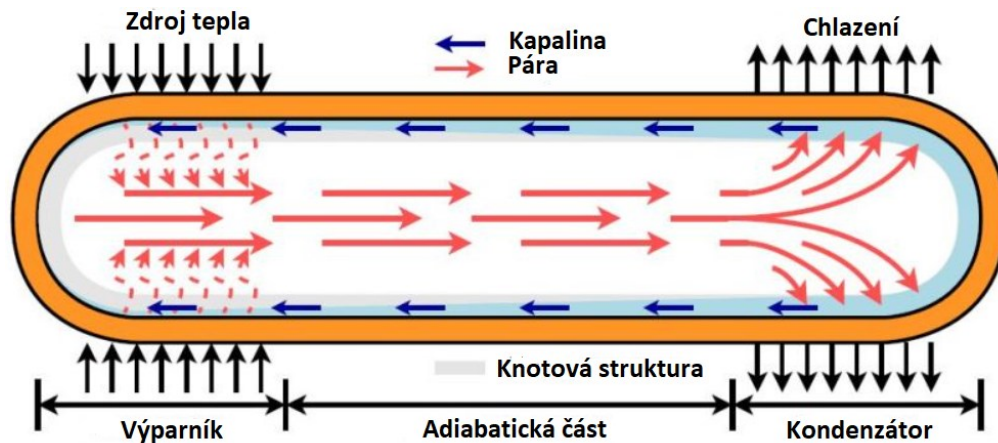 Zdroj tepla
Kapalina
Pára
Chlazení
Knotová struktura
Výparník
Adiabatická část
Kondenzátor